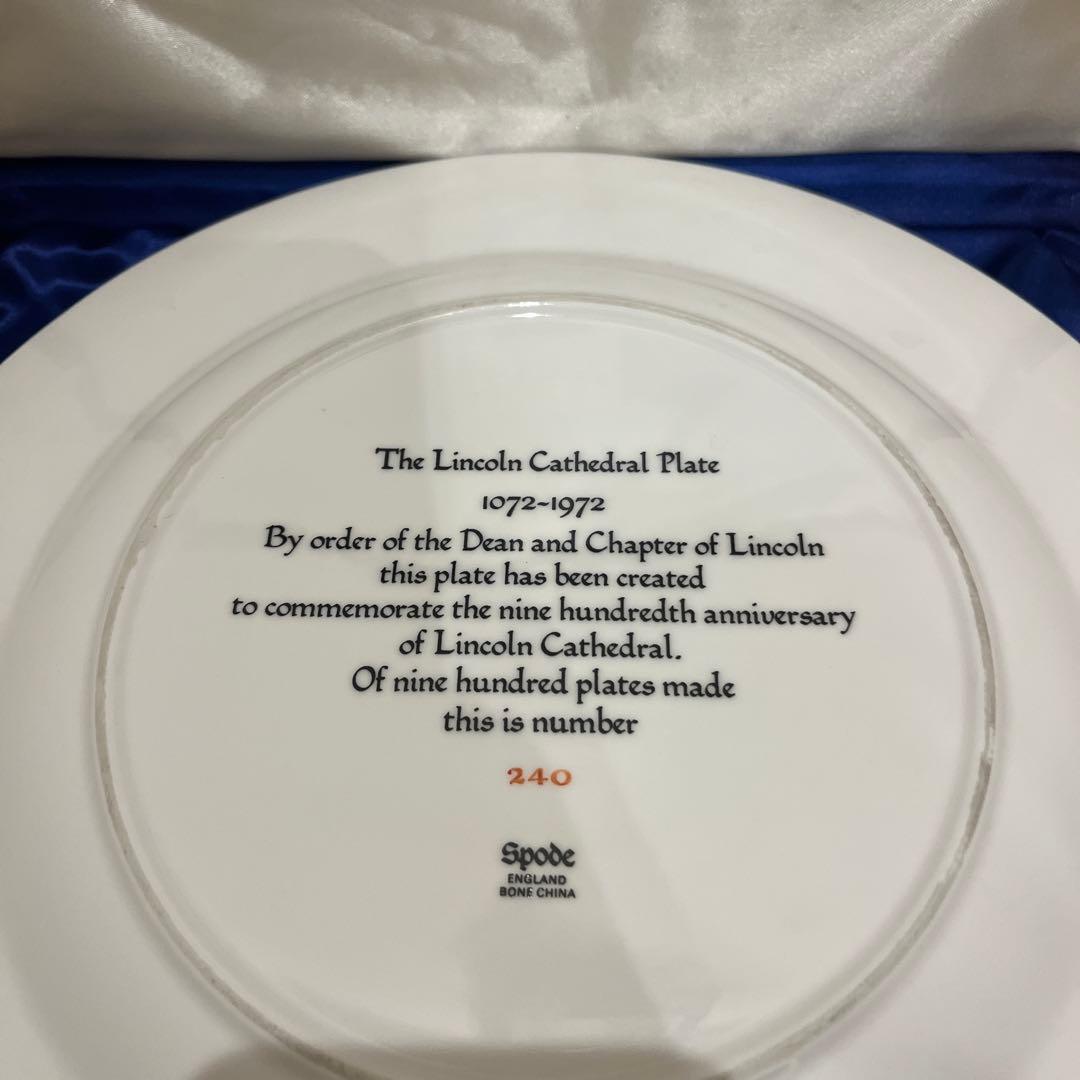 The Lincoln Cathedral Plate
1072-1972
By order of the Dean and Chapter of Lincoln
this plate has been created
to commemorate the nine hundredth anniversary
of Lincoln Cathedral.
Of nine hundred plates made
this is number
240
Spode
ENGLAND
BONE CHINA